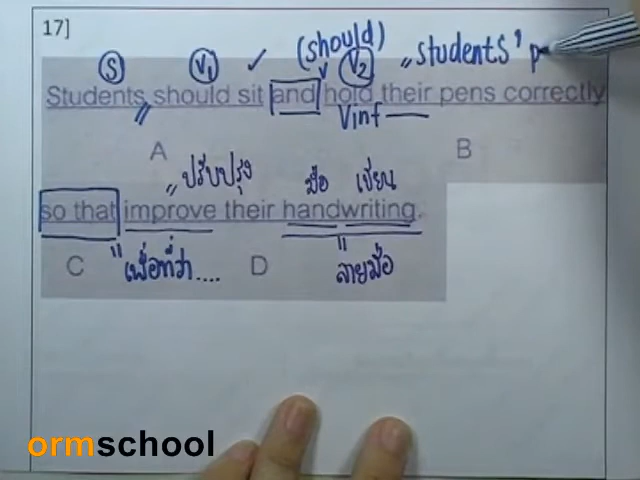 17]
(should)
S V1 ✓ V2 " students' p
Students should sit and hold their pens correctly
" Vinf
A B
" ปรับปรุง มือ เขียน
so that improve their handwriting.
C " เพื่อที่ว่า.... D " ลายมือ
ormschool